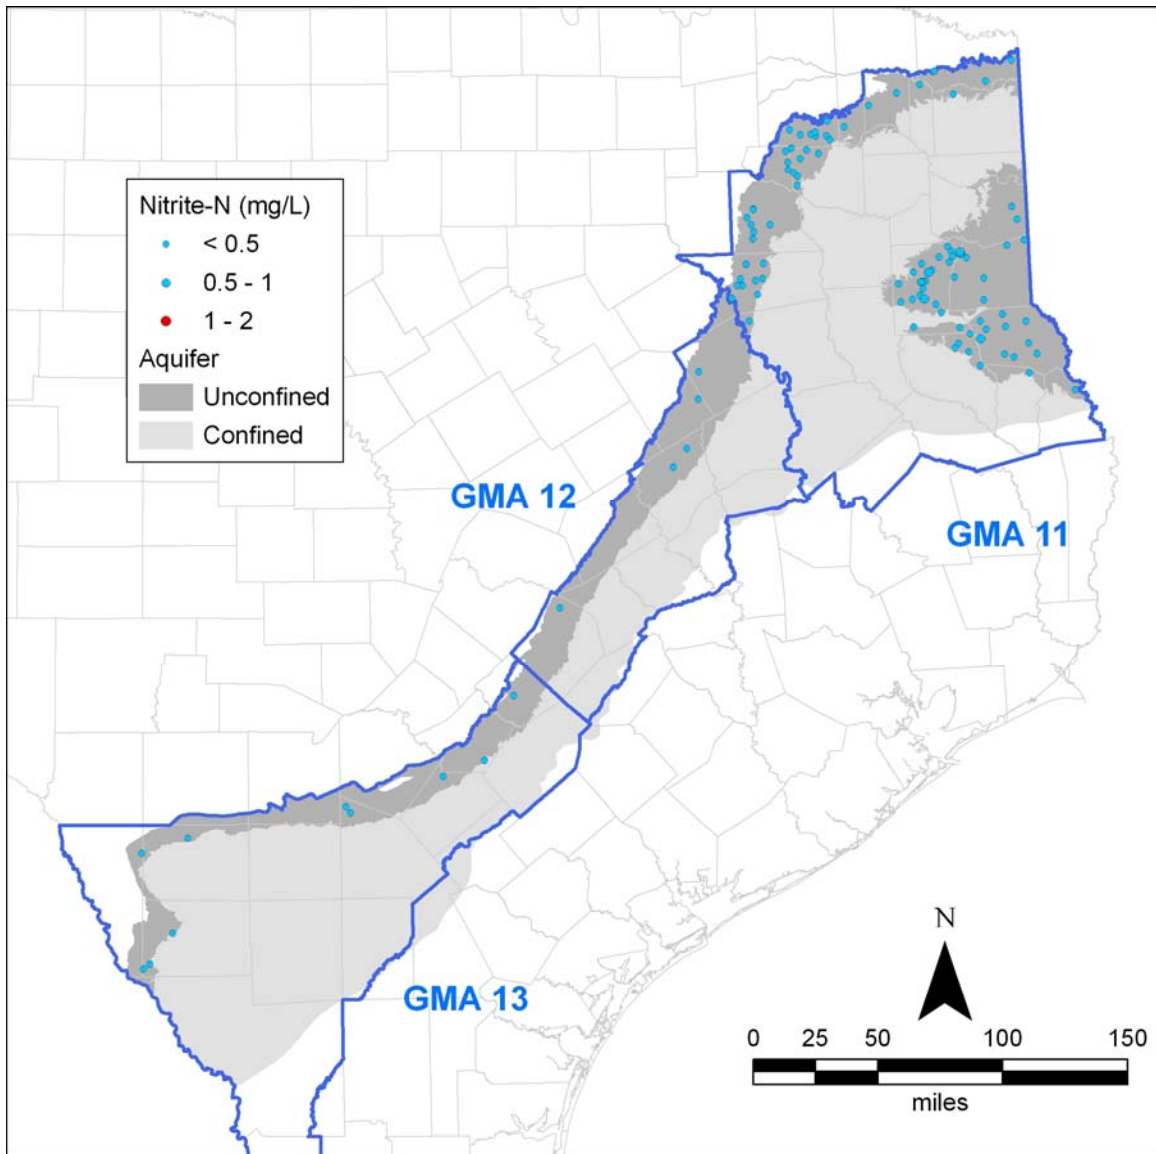 Nitrite-N (mg/L)
< 0.5
0.5 - 1
1 - 2
Aquifer
Unconfined
Confined
GMA 12
GMA 11
GMA 13
N
0 25 50 100 150
miles